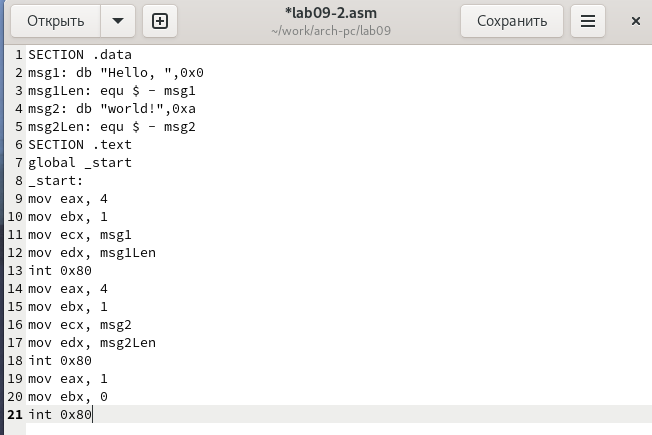 Открыть
*lab09-2.asm
~/work/arch-pc/lab09
Сохранить
1 SECTION .data
2 msg1: db "Hello, ",0x0
3 msg1Len: equ $ - msg1
4 msg2: db "world!",0xa
5 msg2Len: equ $ - msg2
6 SECTION .text
7 global _start
8 _start:
9 mov eax, 4
10 mov ebx, 1
11 mov ecx, msg1
12 mov edx, msg1Len
13 int 0x80
14 mov eax, 4
15 mov ebx, 1
16 mov ecx, msg2
17 mov edx, msg2Len
18 int 0x80
19 mov eax, 1
20 mov ebx, 0
21 int 0x80